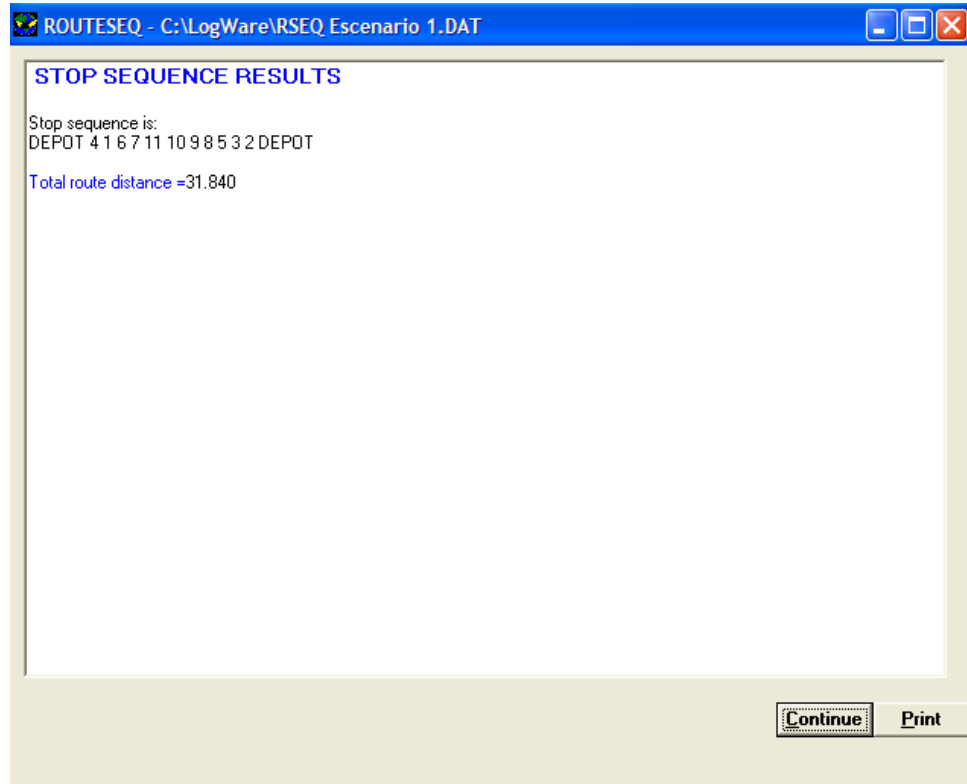 ROUTESEQ - C:\LogWare\RSEQ Escenario 1.DAT
STOP SEQUENCE RESULTS
Stop sequence is:
DEPOT 4 1 6 7 11 10 9 8 5 3 2 DEPOT
Total route distance =31.840
Continue Print